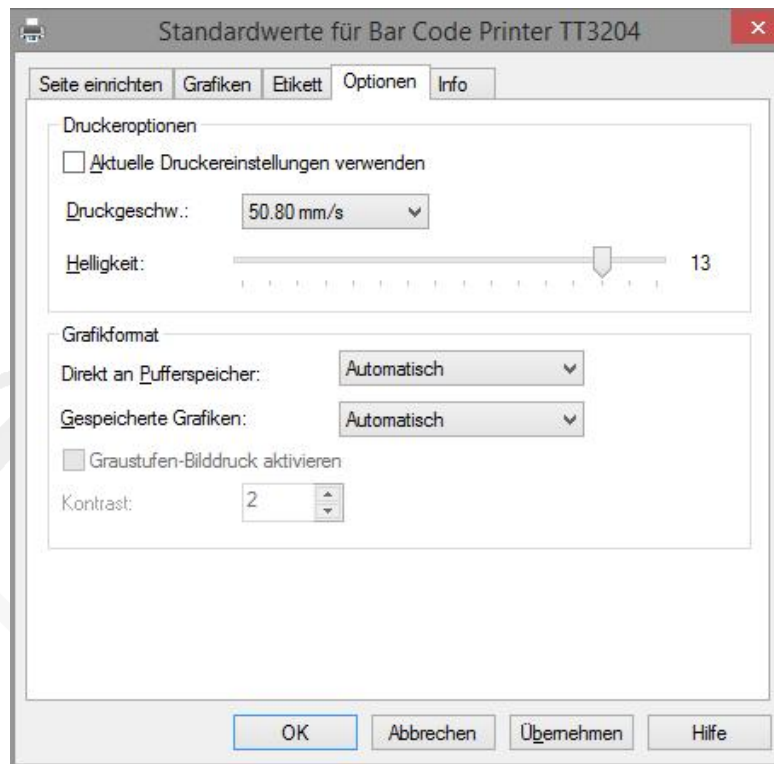 Standardwerte für Bar Code Printer TT3204
Seite einrichten Grafiken Etikett Optionen Info
Druckeroptionen
Aktuelle Druckereinstellungen verwenden
Druckgeschw.: 50.80 mm/s
Helligkeit: 13
Grafikformat
Direkt an Pufferspeicher: Automatisch
Gespeicherte Grafiken: Automatisch
Graustufen-Bilddruck aktivieren
Kontrast: 2
OK Abbrechen Übernehmen Hilfe